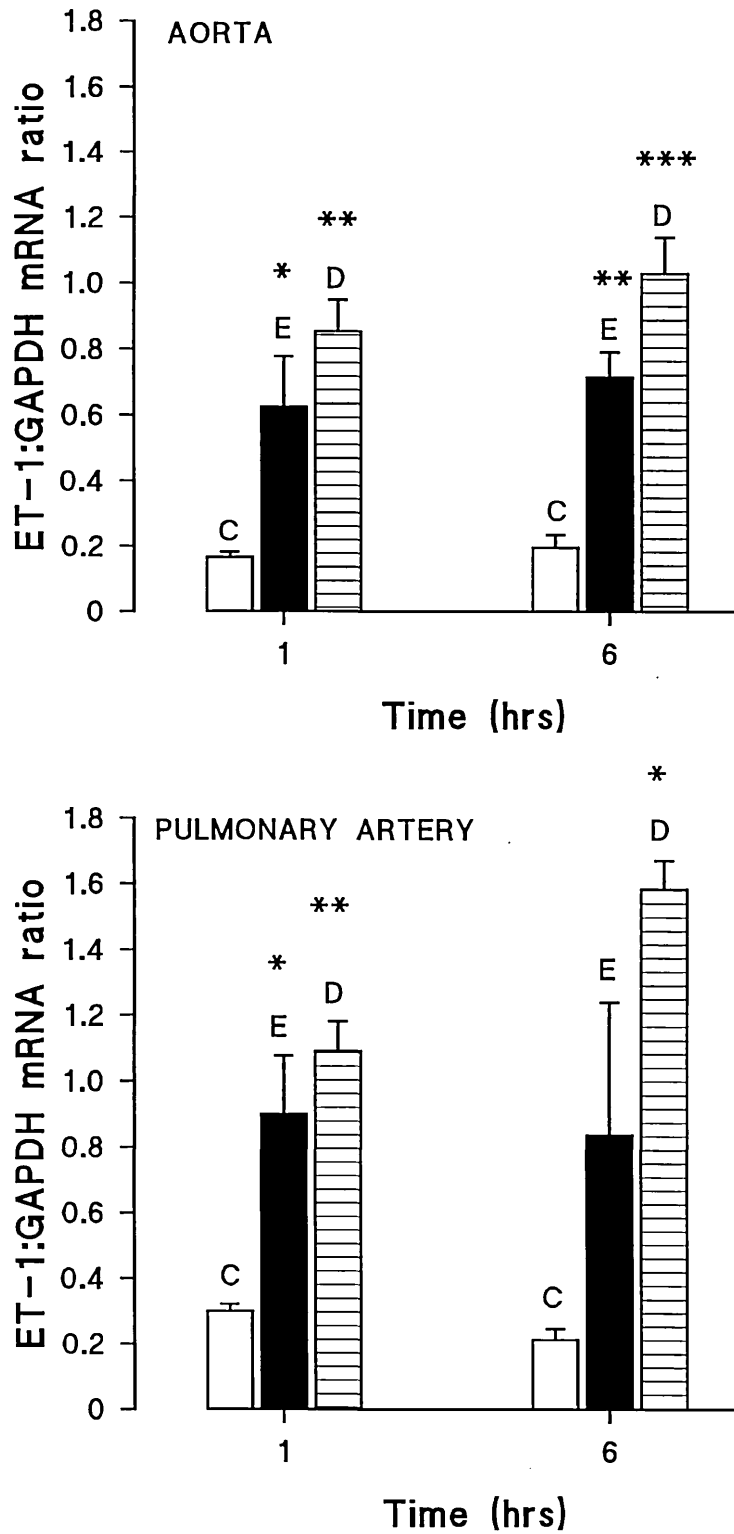 AORTA
ET-1:GAPDH mRNA ratio
1.8
1.6
1.4
1.2
1.0
0.8
0.6
0.4
0.2
0
C
*
E
**
D
C
**
E
***
D
1 6
Time (hrs)
PULMONARY ARTERY
ET-1:GAPDH mRNA ratio
1.8
1.6
1.4
1.2
1.0
0.8
0.6
0.4
0.2
0
C
*
E
**
D
C
E
*
D
1 6
Time (hrs)